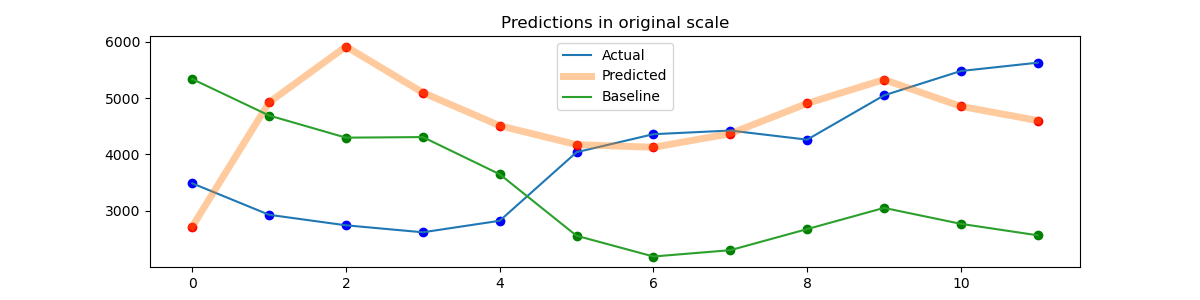 Predictions in original scale
6000
5000
4000
3000
Actual
Predicted
Baseline
0 2 4 6 8 10